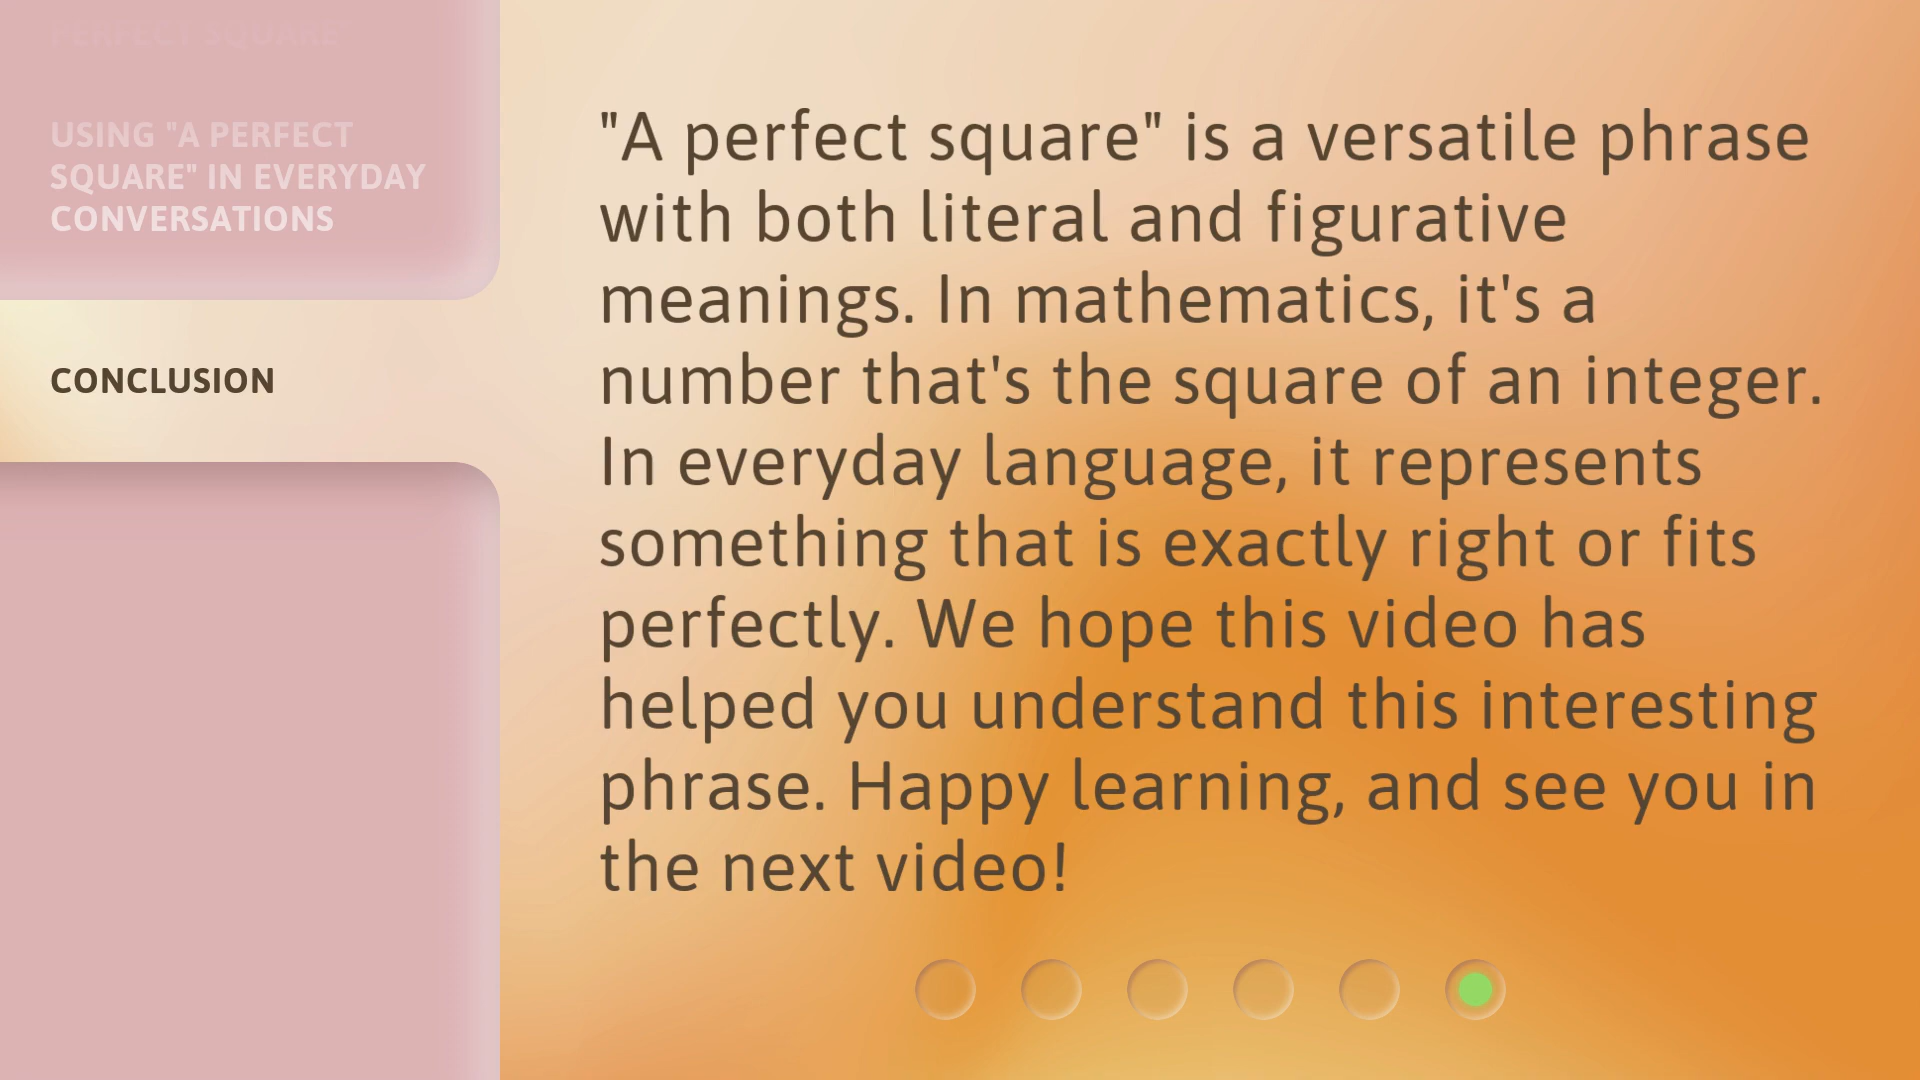 PERFECT SQUARE"
USING "A PERFECT
SQUARE" IN EVERYDAY
CONVERSATIONS
CONCLUSION
"A perfect square" is a versatile phrase
with both literal and figurative
meanings. In mathematics, it's a
number that's the square of an integer.
In everyday language, it represents
something that is exactly right or fits
perfectly. We hope this video has
helped you understand this interesting
phrase. Happy learning, and see you in
the next video!